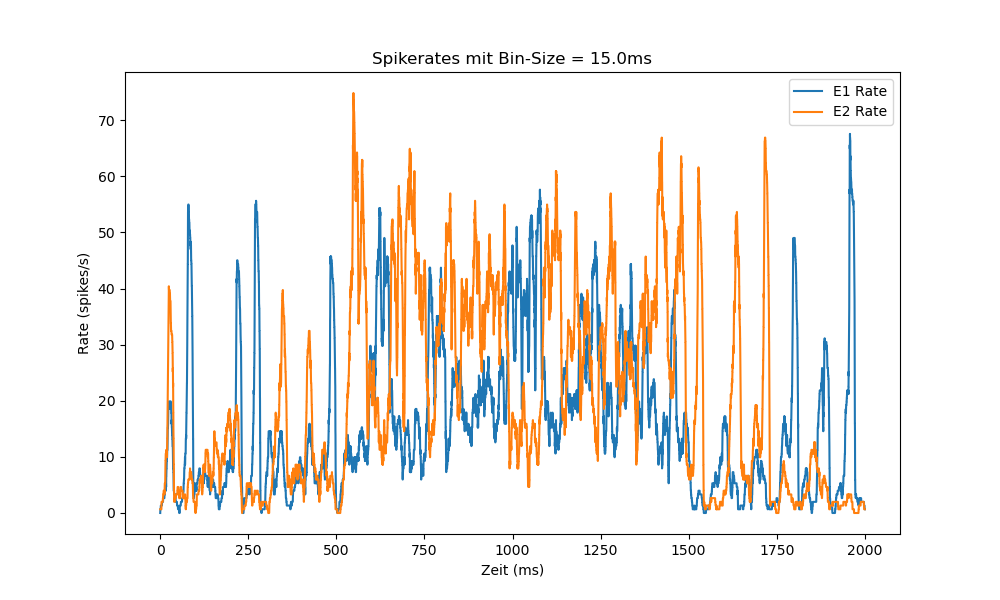 Spikerates mit Bin-Size = 15.0ms
E1 Rate
E2 Rate
70
60
50
40
30
20
10
0
Rate (spikes/s)
0 250 500 750 1000 1250 1500 1750 2000
Zeit (ms)